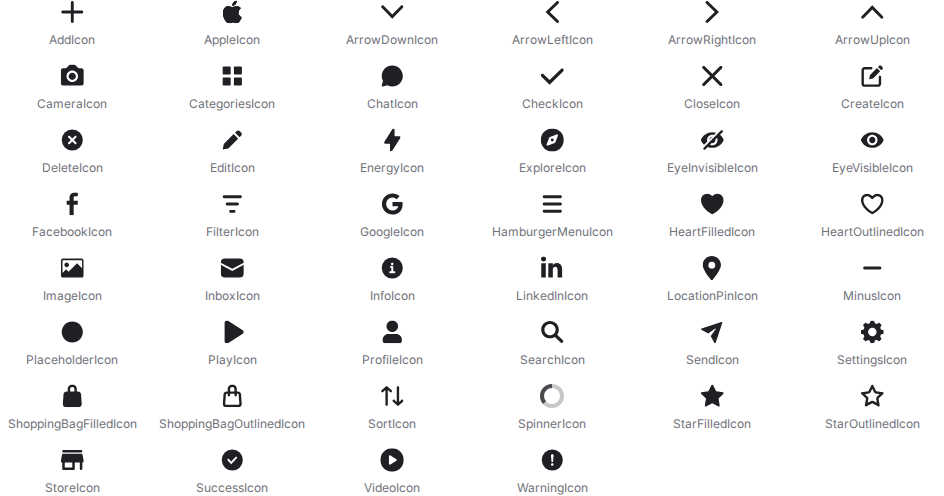 AddIcon AppleIcon ArrowDownIcon ArrowLeftIcon ArrowRightIcon ArrowUpIcon
CameraIcon CategoriesIcon ChatIcon CheckIcon CloseIcon CreateIcon
DeleteIcon EditIcon EnergyIcon ExploreIcon EyeInvisibleIcon EyeVisibleIcon
FacebookIcon FilterIcon GoogleIcon HamburgerMenuIcon HeartFilledIcon HeartOutlinedIcon
ImageIcon InboxIcon InfoIcon LinkedInIcon LocationPinIcon MinusIcon
PlaceholderIcon PlayIcon ProfileIcon SearchIcon SendIcon SettingsIcon
ShoppingBagFilledIcon ShoppingBagOutlinedIcon SortIcon SpinnerIcon StarFilledIcon StarOutlinedIcon
StoreIcon SuccessIcon VideoIcon WarningIcon